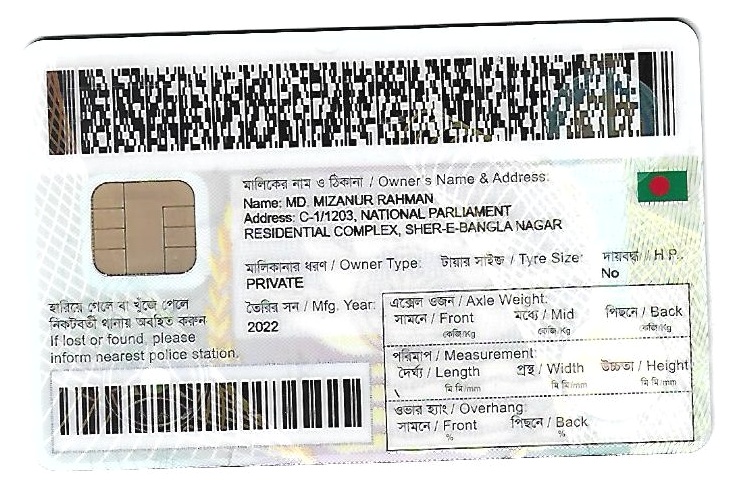 মালিকের নাম ও ঠিকানা / Owner's Name & Address:
Name: MD. MIZANUR RAHMAN
Address: C-1/1203, NATIONAL PARLIAMENT
RESIDENTIAL COMPLEX, SHER-E-BANGLA NAGAR
মালিকানার ধরণ / Owner Type: টায়ার সাইজ / Tyre Size: দায়বদ্ধ / H.P.:
PRIVATE No
তৈরির সন / Mfg. Year:
2022
হারিয়ে গেলে বা খুঁজে পেলে
নিকটবর্তী থানায় অবহিত করুন
If lost or found, please
inform nearest police station.
এক্সেল ওজন / Axle Weight:
সামনে / Front মধ্যে / Mid পিছনে / Back
কেজি/Kg কেজি/Kg কেজি/Kg
পরিমাপ / Measurement:
দৈর্ঘ্য / Length প্রস্থ / Width উচ্চতা / Height
মি মি/mm মি মি/mm মি মি/mm
ওভার হ্যাং / Overhang:
সামনে / Front পিছনে / Back
% %